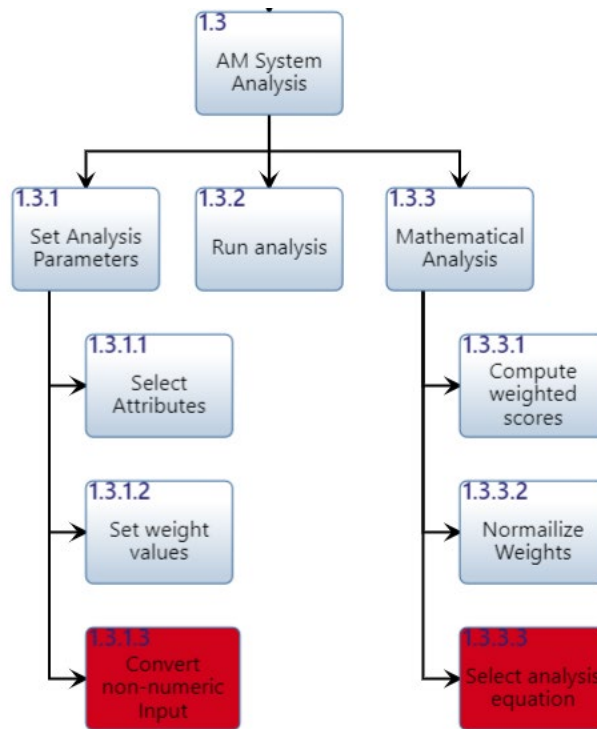 1.3
AM System
Analysis
1.3.1
Set Analysis
Parameters
1.3.2
Run analysis
1.3.3
Mathematical
Analysis
1.3.1.1
Select
Attributes
1.3.1.2
Set weight
values
1.3.1.3
Convert
non-numeric
Input
1.3.3.1
Compute
weighted
scores
1.3.3.2
Normailize
Weights
1.3.3.3
Select analysis
equation